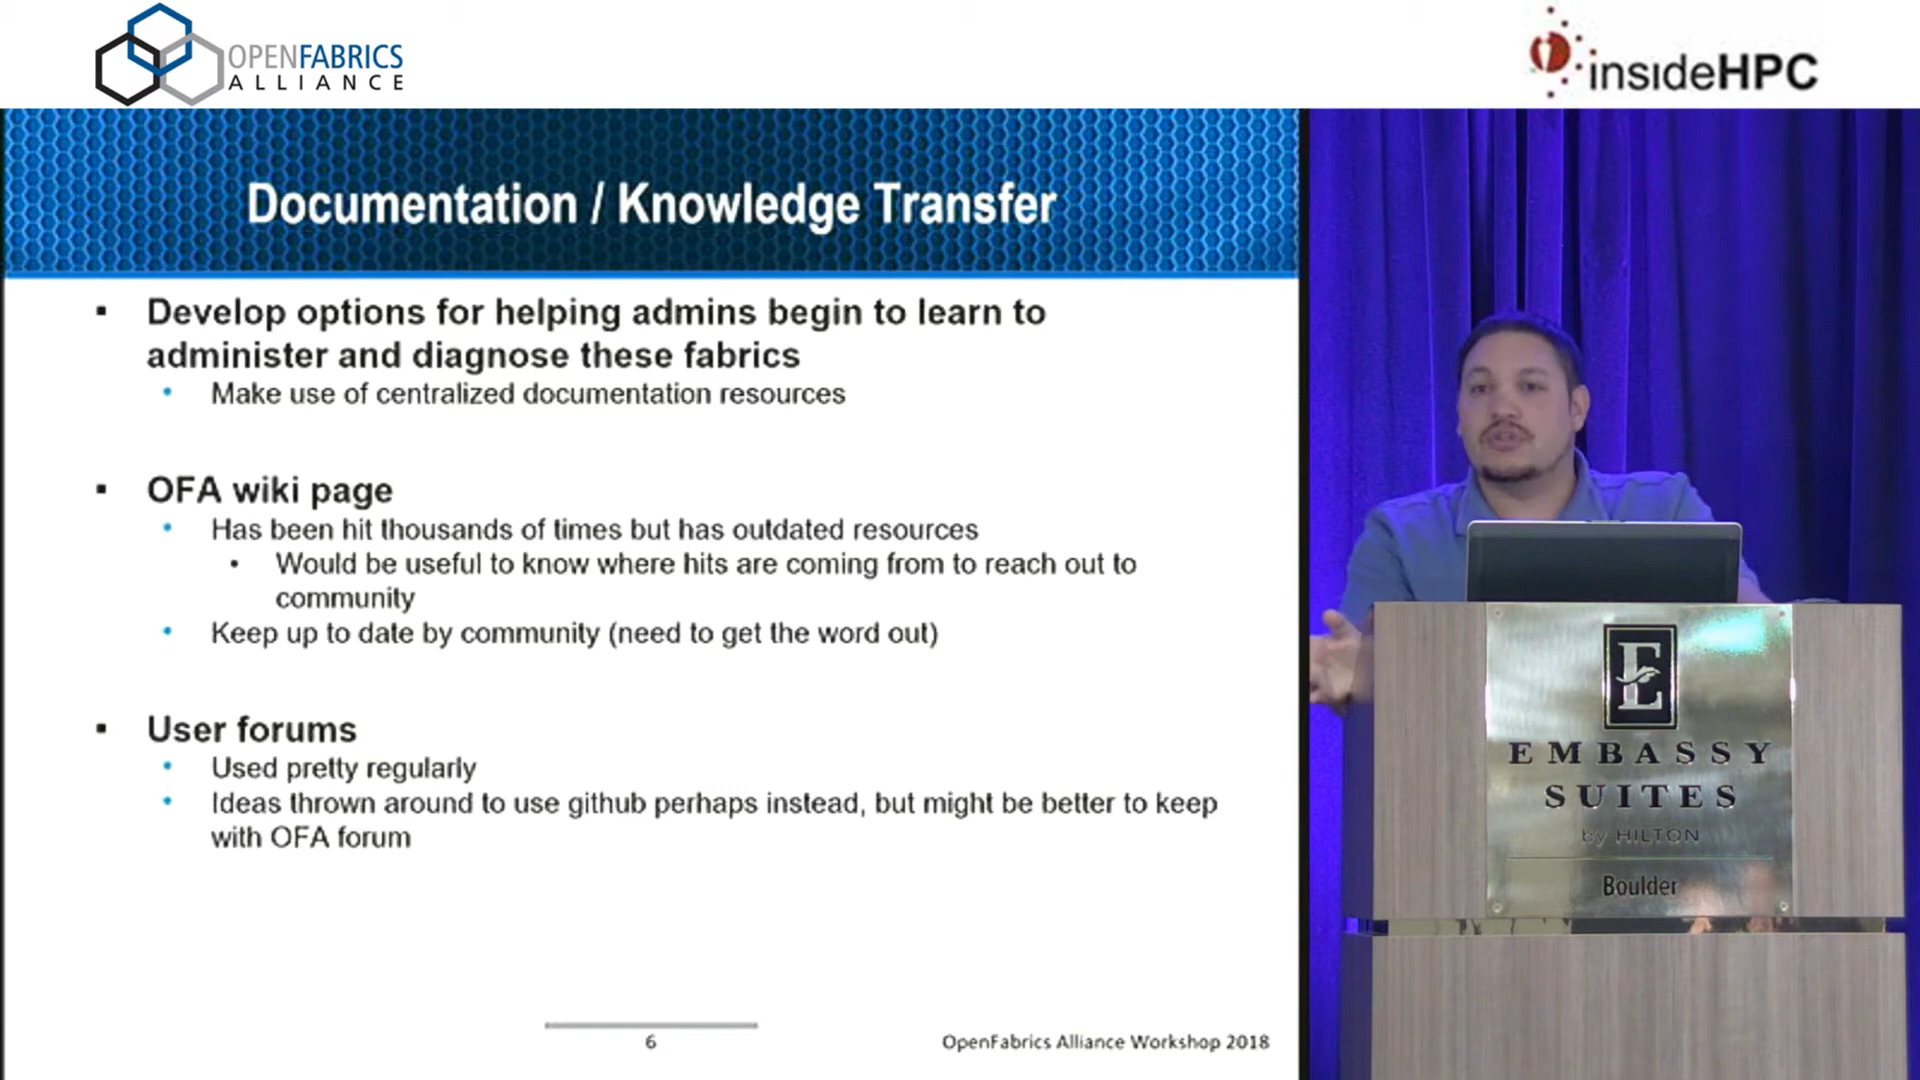 OPENFABRICS
ALLIANCE
insideHPC
Documentation / Knowledge Transfer
Develop options for helping admins begin to learn to
administer and diagnose these fabrics
Make use of centralized documentation resources
OFA wiki page
Has been hit thousands of times but has outdated resources
Would be useful to know where hits are coming from to reach out to
community
Keep up to date by community (need to get the word out)
User forums
Used pretty regularly
Ideas thrown around to use github perhaps instead, but might be better to keep
with OFA forum
6
OpenFabrics Alliance Workshop 2018
E
EMBASSY
SUITES
by HILTON
Boulder